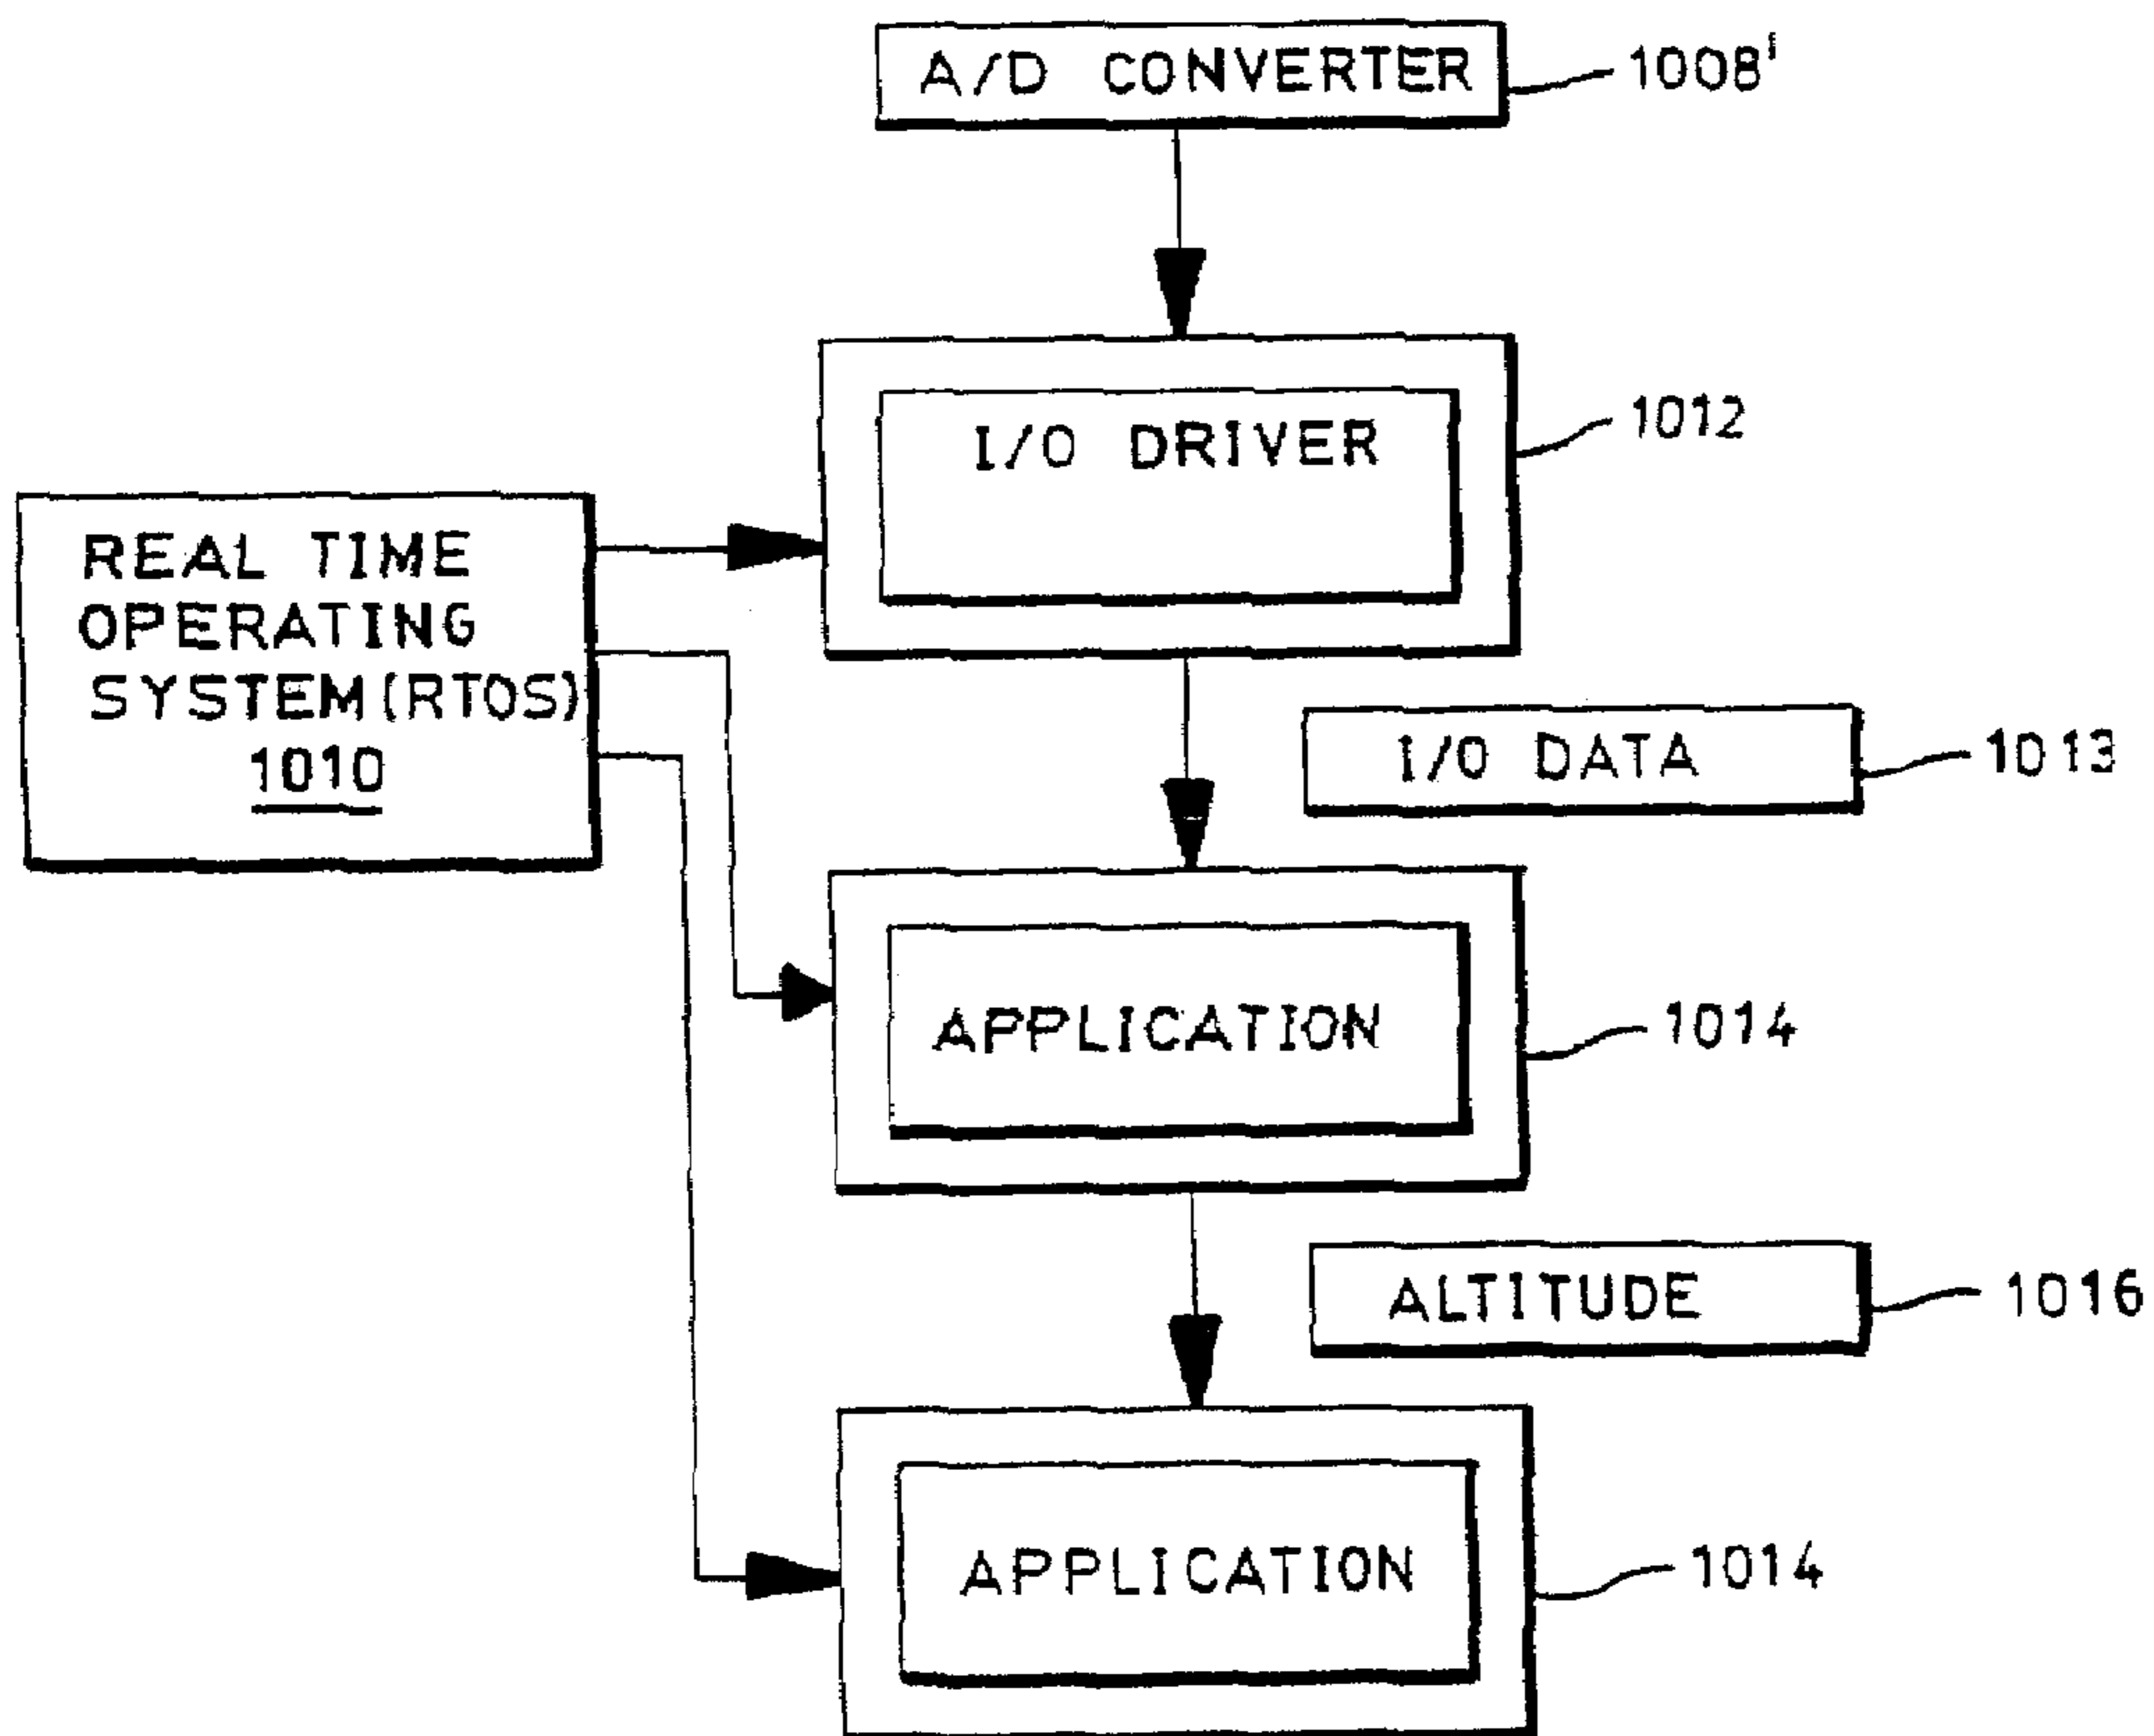 A/D CONVERTER
1008'
I/O DRIVER
1012
REAL TIME
OPERATING
SYSTEM(RTOS)
1010
I/O DATA
1013
APPLICATION
1014
ALTITUDE
1016
APPLICATION
1014